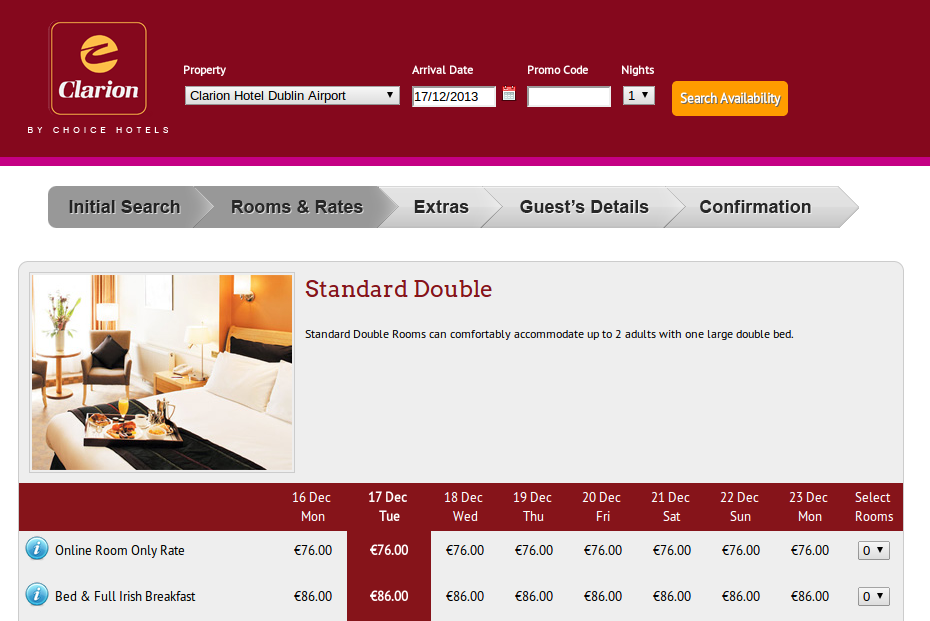 Clarion
BY CHOICE HOTELS
Property
Arrival Date
Promo Code
Nights
Clarion Hotel Dublin Airport
17/12/2013
1
Search Availability
Initial Search
Rooms & Rates
Extras
Guest’s Details
Confirmation
Standard Double
Standard Double Rooms can comfortably accommodate up to 2 adults with one large double bed.
16 Dec Mon
17 Dec Tue
18 Dec Wed
19 Dec Thu
20 Dec Fri
21 Dec Sat
22 Dec Sun
23 Dec Mon
Select Rooms
i Online Room Only Rate €76.00 €76.00 €76.00 €76.00 €76.00 €76.00 €76.00 €76.00 0
i Bed & Full Irish Breakfast €86.00 €86.00 €86.00 €86.00 €86.00 €86.00 €86.00 €86.00 0